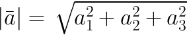 |ā| = √(a₁² + a₂² + a₃²)